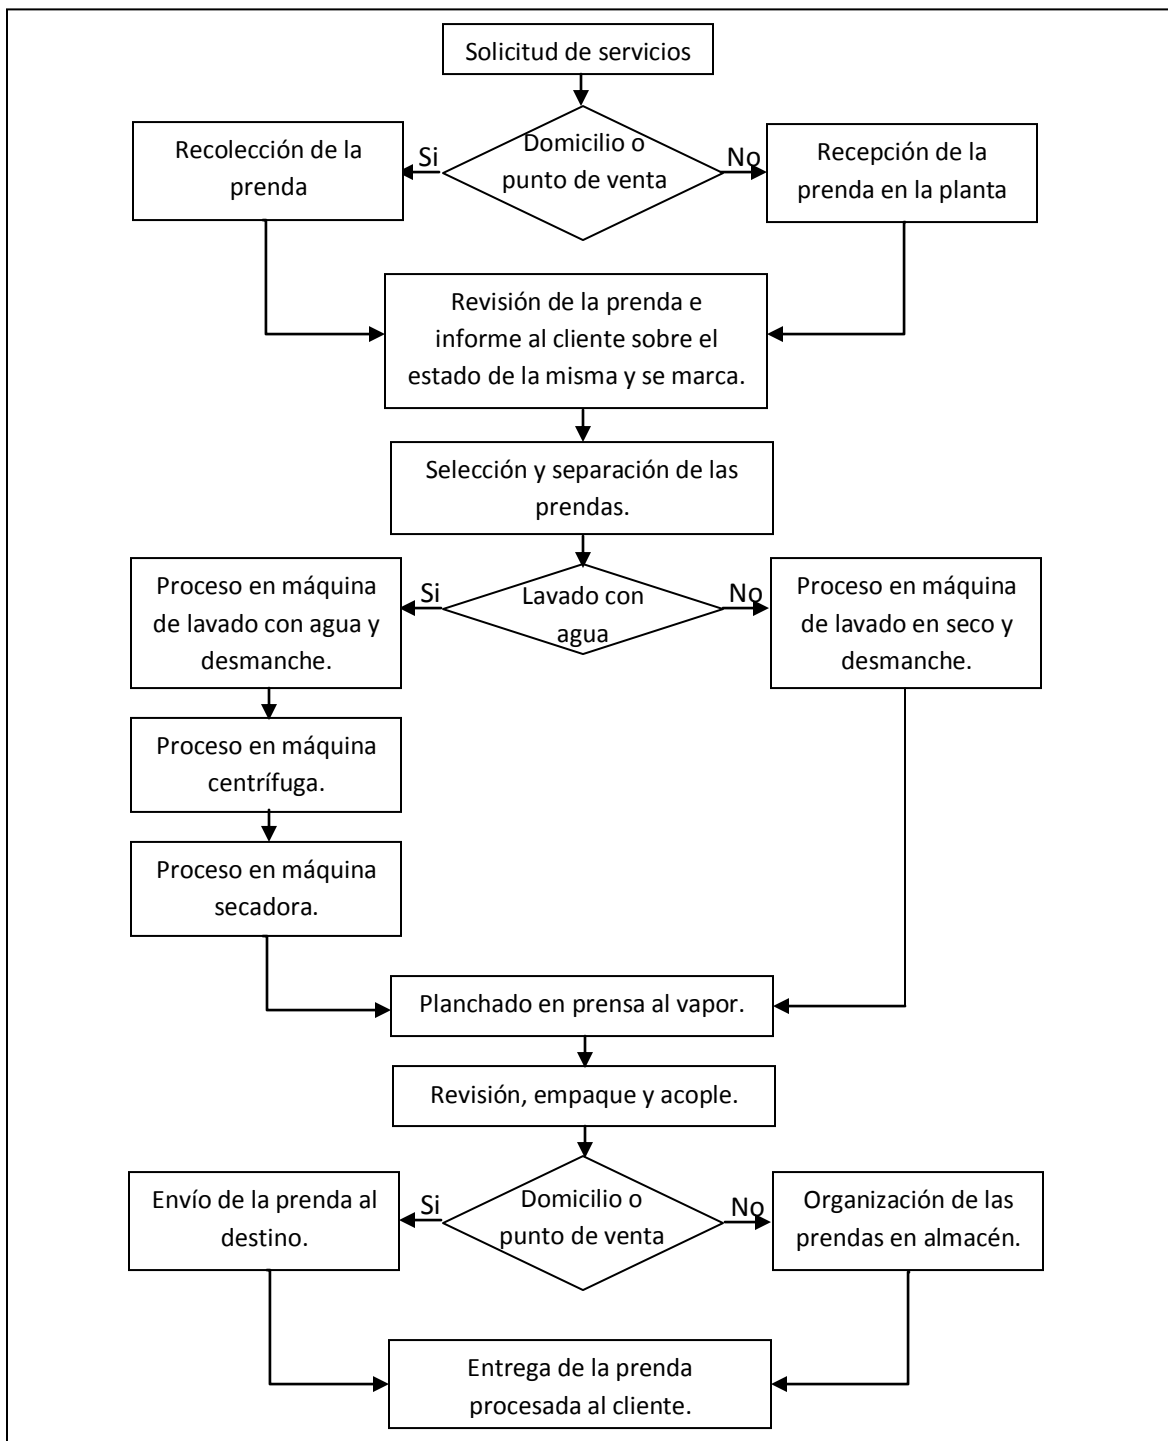 Solicitud de servicios
Domicilio o
punto de venta
Si
No
Recolección de la
prenda
Recepción de la
prenda en la planta
Revisión de la prenda e
informe al cliente sobre el
estado de la misma y se marca.
Selección y separación de las
prendas.
Lavado con
agua
Si
No
Proceso en máquina
de lavado con agua y
desmanche.
Proceso en máquina
de lavado en seco y
desmanche.
Proceso en máquina
centrífuga.
Proceso en máquina
secadora.
Planchado en prensa al vapor.
Revisión, empaque y acople.
Domicilio o
punto de venta
Si
No
Envío de la prenda al
destino.
Organización de las
prendas en almacén.
Entrega de la prenda
procesada al cliente.